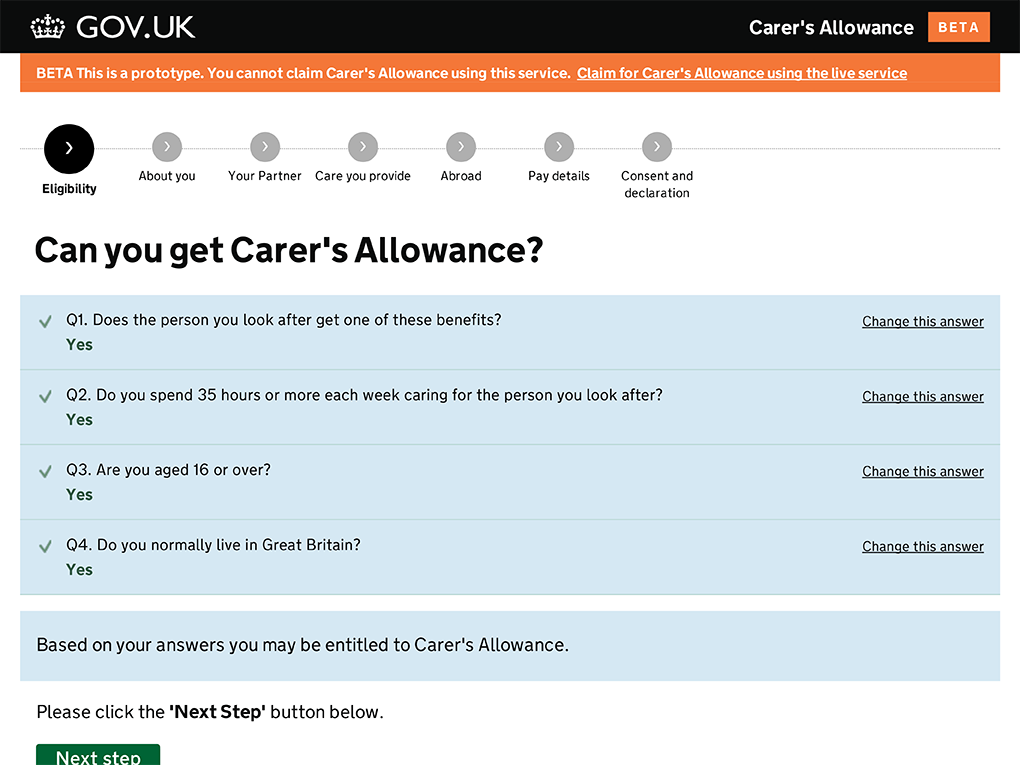 GOV.UK
Carer's Allowance BETA
BETA This is a prototype. You cannot claim Carer's Allowance using this service. Claim for Carer's Allowance using the live service
Eligibility
About you
Your Partner
Care you provide
Abroad
Pay details
Consent and
declaration
Can you get Carer's Allowance?
Q1. Does the person you look after get one of these benefits?
Change this answer
Yes
Q2. Do you spend 35 hours or more each week caring for the person you look after?
Change this answer
Yes
Q3. Are you aged 16 or over?
Change this answer
Yes
Q4. Do you normally live in Great Britain?
Change this answer
Yes
Based on your answers you may be entitled to Carer's Allowance.
Please click the 'Next Step' button below.
Next step